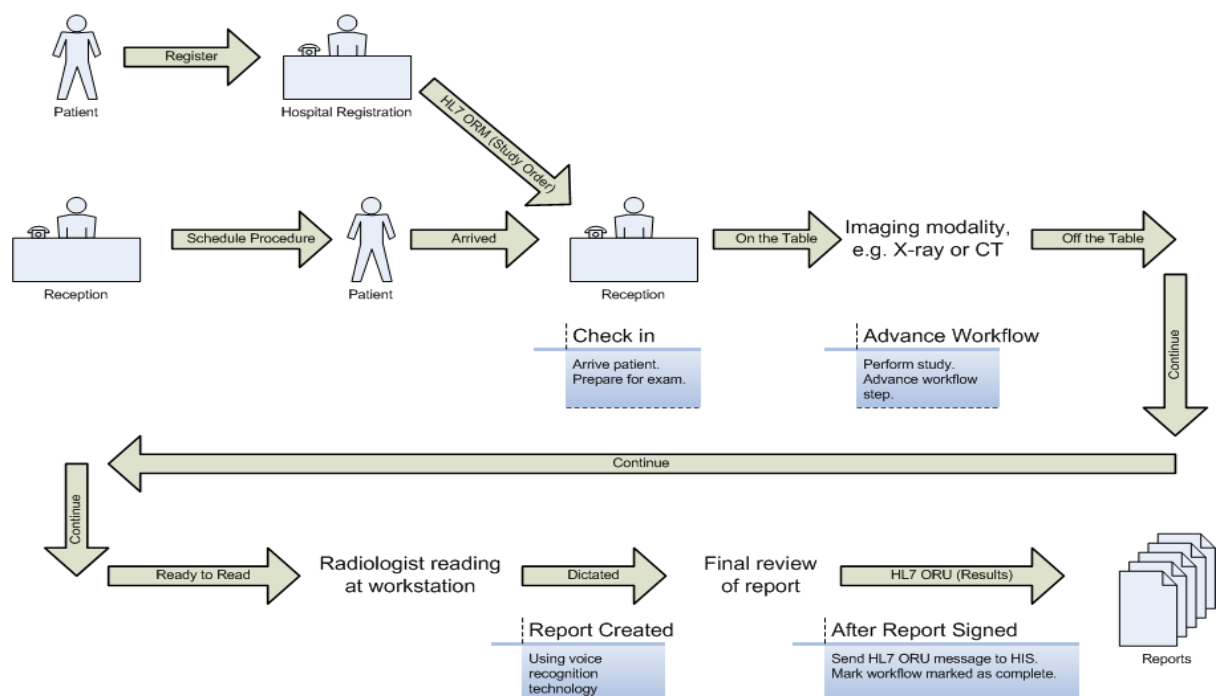 Register
Patient
Hospital Registration
HL7 ORM (Study Order)
Schedule Procedure
Arrived
On the Table
Imaging modality,
e.g. X-ray or CT
Off the Table
Reception
Patient
Reception
Check in
Arrive patient.
Prepare for exam.
Advance Workflow
Perform study.
Advance workflow
step.
Continue
Continue
Continue
Ready to Read
Radiologist reading
at workstation
Dictated
Final review
of report
HL7 ORU (Results)
Report Created
Using voice
recognition
technology
After Report Signed
Send HL7 ORU message to HIS.
Mark workflow marked as complete.
Reports